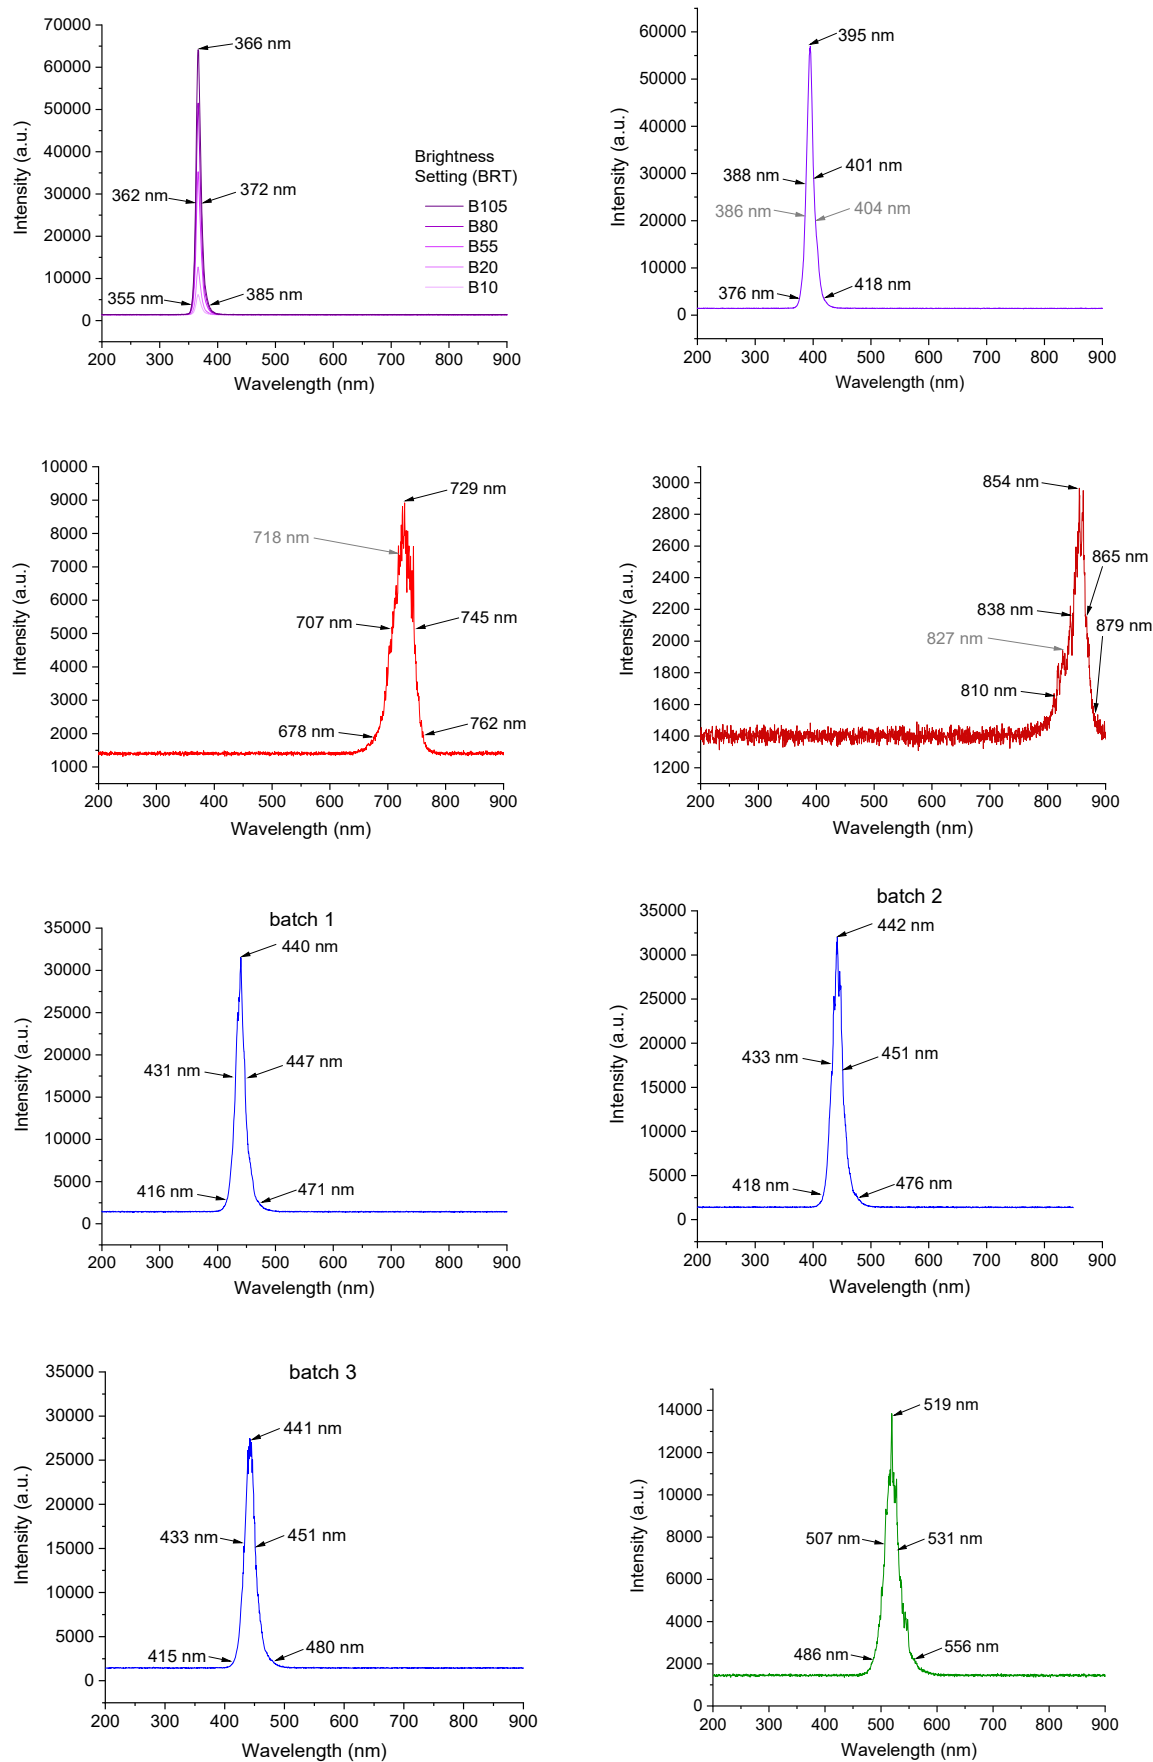 70000
60000
50000
40000
30000
20000
10000
0
Intensity (a.u.)
366 nm
362 nm
372 nm
355 nm
385 nm
Brightness
Setting (BRT)
B105
B80
B55
B20
B10
200 300 400 500 600 700 800 900
Wavelength (nm)
60000
50000
40000
30000
20000
10000
0
Intensity (a.u.)
395 nm
388 nm
401 nm
386 nm
404 nm
376 nm
418 nm
200 300 400 500 600 700 800 900
Wavelength (nm)
10000
9000
8000
7000
6000
5000
4000
3000
2000
1000
Intensity (a.u.)
729 nm
718 nm
707 nm
745 nm
678 nm
762 nm
200 300 400 500 600 700 800 900
Wavelength (nm)
3000
2800
2600
2400
2200
2000
1800
1600
1400
1200
Intensity (a.u.)
854 nm
865 nm
838 nm
879 nm
827 nm
810 nm
200 300 400 500 600 700 800 900
Wavelength (nm)
batch 1
35000
30000
25000
20000
15000
10000
5000
0
Intensity (a.u.)
440 nm
431 nm
447 nm
416 nm
471 nm
200 300 400 500 600 700 800 900
Wavelength (nm)
batch 2
35000
30000
25000
20000
15000
10000
5000
0
Intensity (a.u.)
442 nm
433 nm
451 nm
418 nm
476 nm
200 300 400 500 600 700 800 900
Wavelength (nm)
batch 3
35000
30000
25000
20000
15000
10000
5000
0
Intensity (a.u.)
441 nm
433 nm
451 nm
415 nm
480 nm
200 300 400 500 600 700 800 900
Wavelength (nm)
14000
12000
10000
8000
6000
4000
2000
0
Intensity (a.u.)
519 nm
507 nm
531 nm
486 nm
556 nm
200 300 400 500 600 700 800 900
Wavelength (nm)